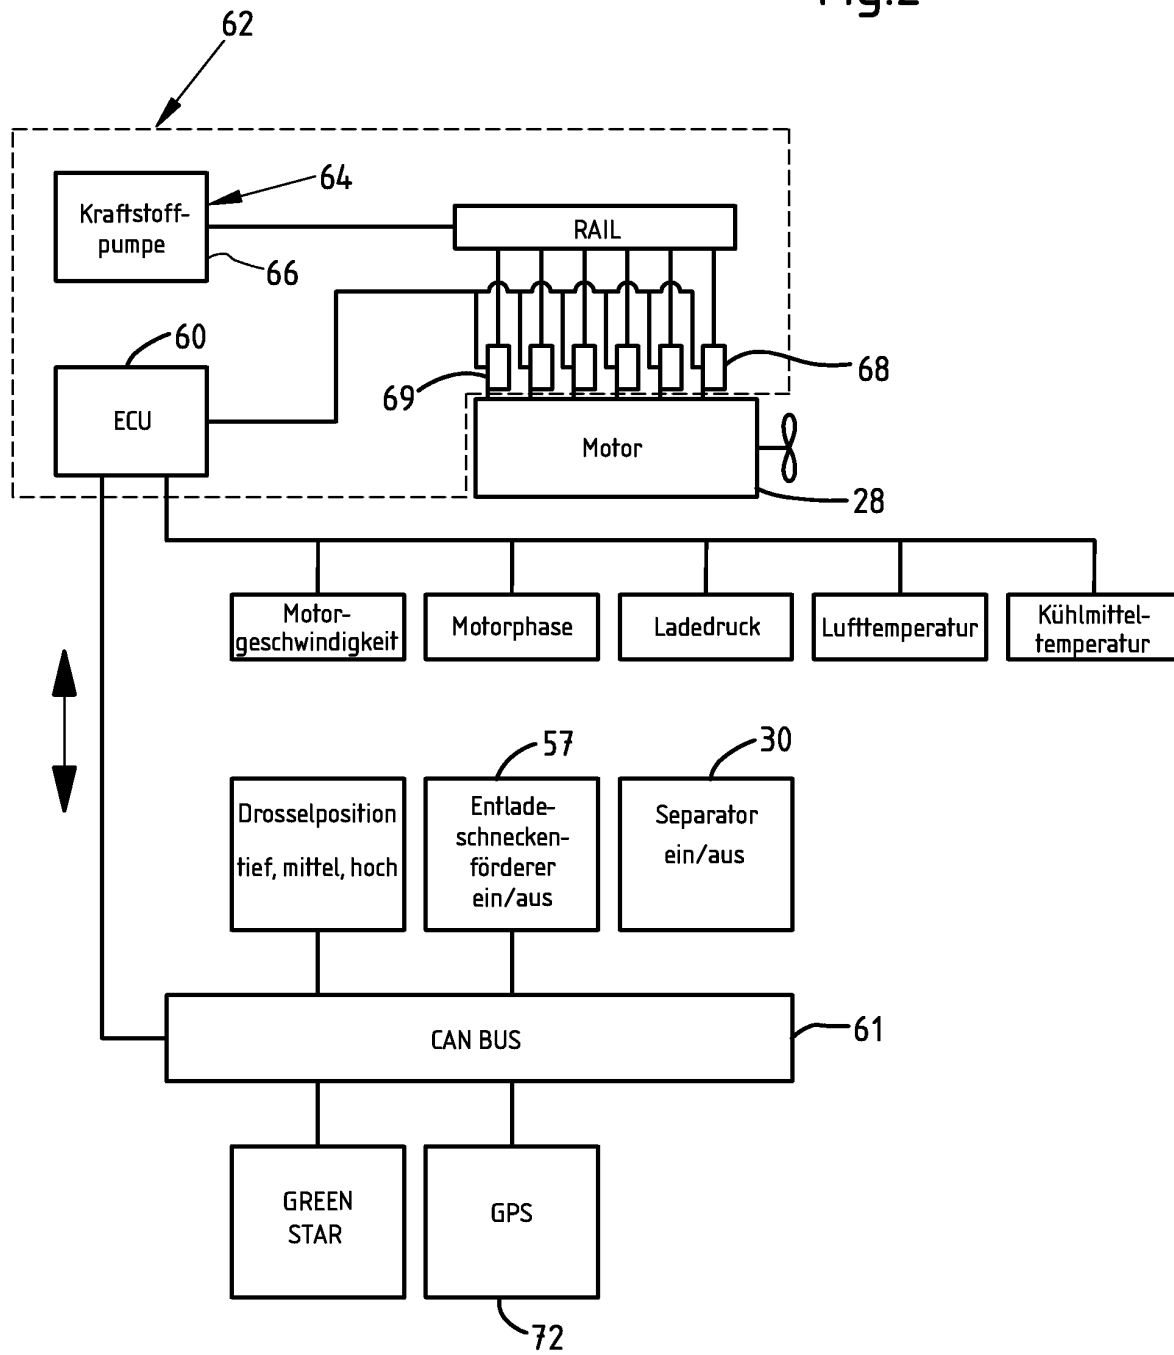 Fig.2
62
64
Kraftstoff-
pumpe
RAIL
66
60
68
69
ECU
Motor
28
Motor-
geschwindigkeit
Motorphase
Ladedruck
Lufttemperatur
Kühlmittel-
temperatur
57
30
Drosselposition
tief, mittel, hoch
Entlade-
schnecken-
förderer
ein/aus
Separator
ein/aus
CAN BUS
61
GREEN
STAR
GPS
72